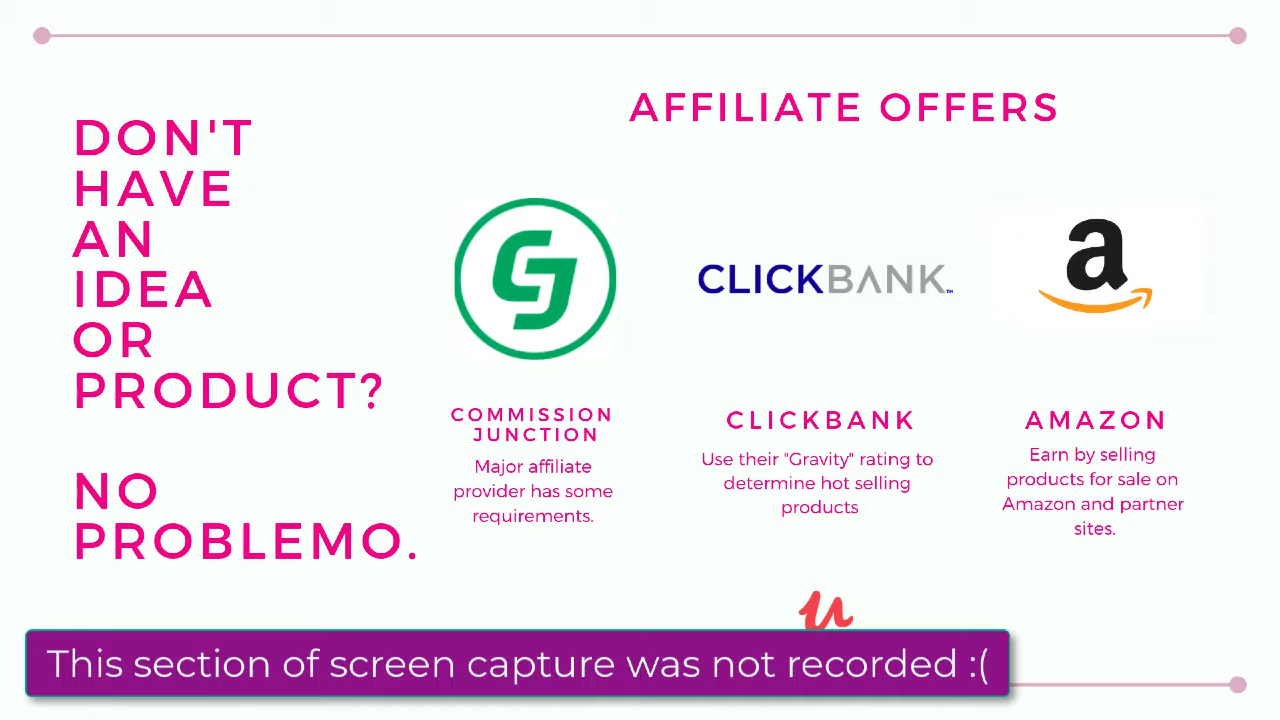 DON'T
HAVE
AN
IDEA
OR
PRODUCT?
NO
PROBLEMO.
AFFILIATE OFFERS
CJ
CLICKBANK™
a
COMMISSION
JUNCTION
Major affiliate
provider has some
requirements.
CLICKBANK
Use their "Gravity" rating to
determine hot selling
products
AMAZON
Earn by selling
products for sale on
Amazon and partner
sites.
u
This section of screen capture was not recorded :(